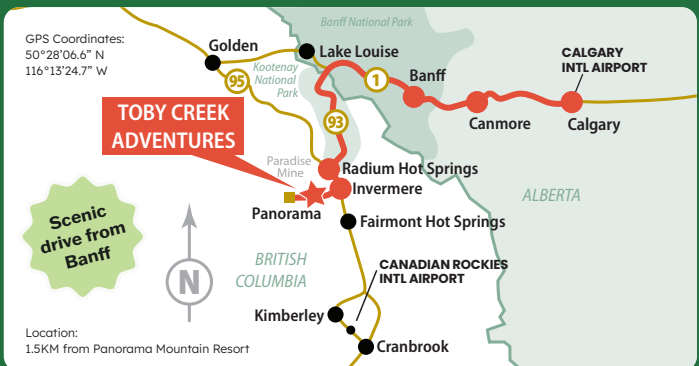 Banff National Park
GPS Coordinates:
50°28'06.6" N
116°13'24.7" W
Golden
Lake Louise
CALGARY
INTL AIRPORT
Kootenay
National
Park
95
1
Banff
Canmore
Calgary
TOBY CREEK
ADVENTURES
93
Paradise
Mine
Radium Hot Springs
Invermere
Panorama
ALBERTA
Scenic
drive from
Banff
Fairmont Hot Springs
N
BRITISH
COLUMBIA
CANADIAN ROCKIES
INTL AIRPORT
Kimberley
Cranbrook
Location:
1.5KM from Panorama Mountain Resort